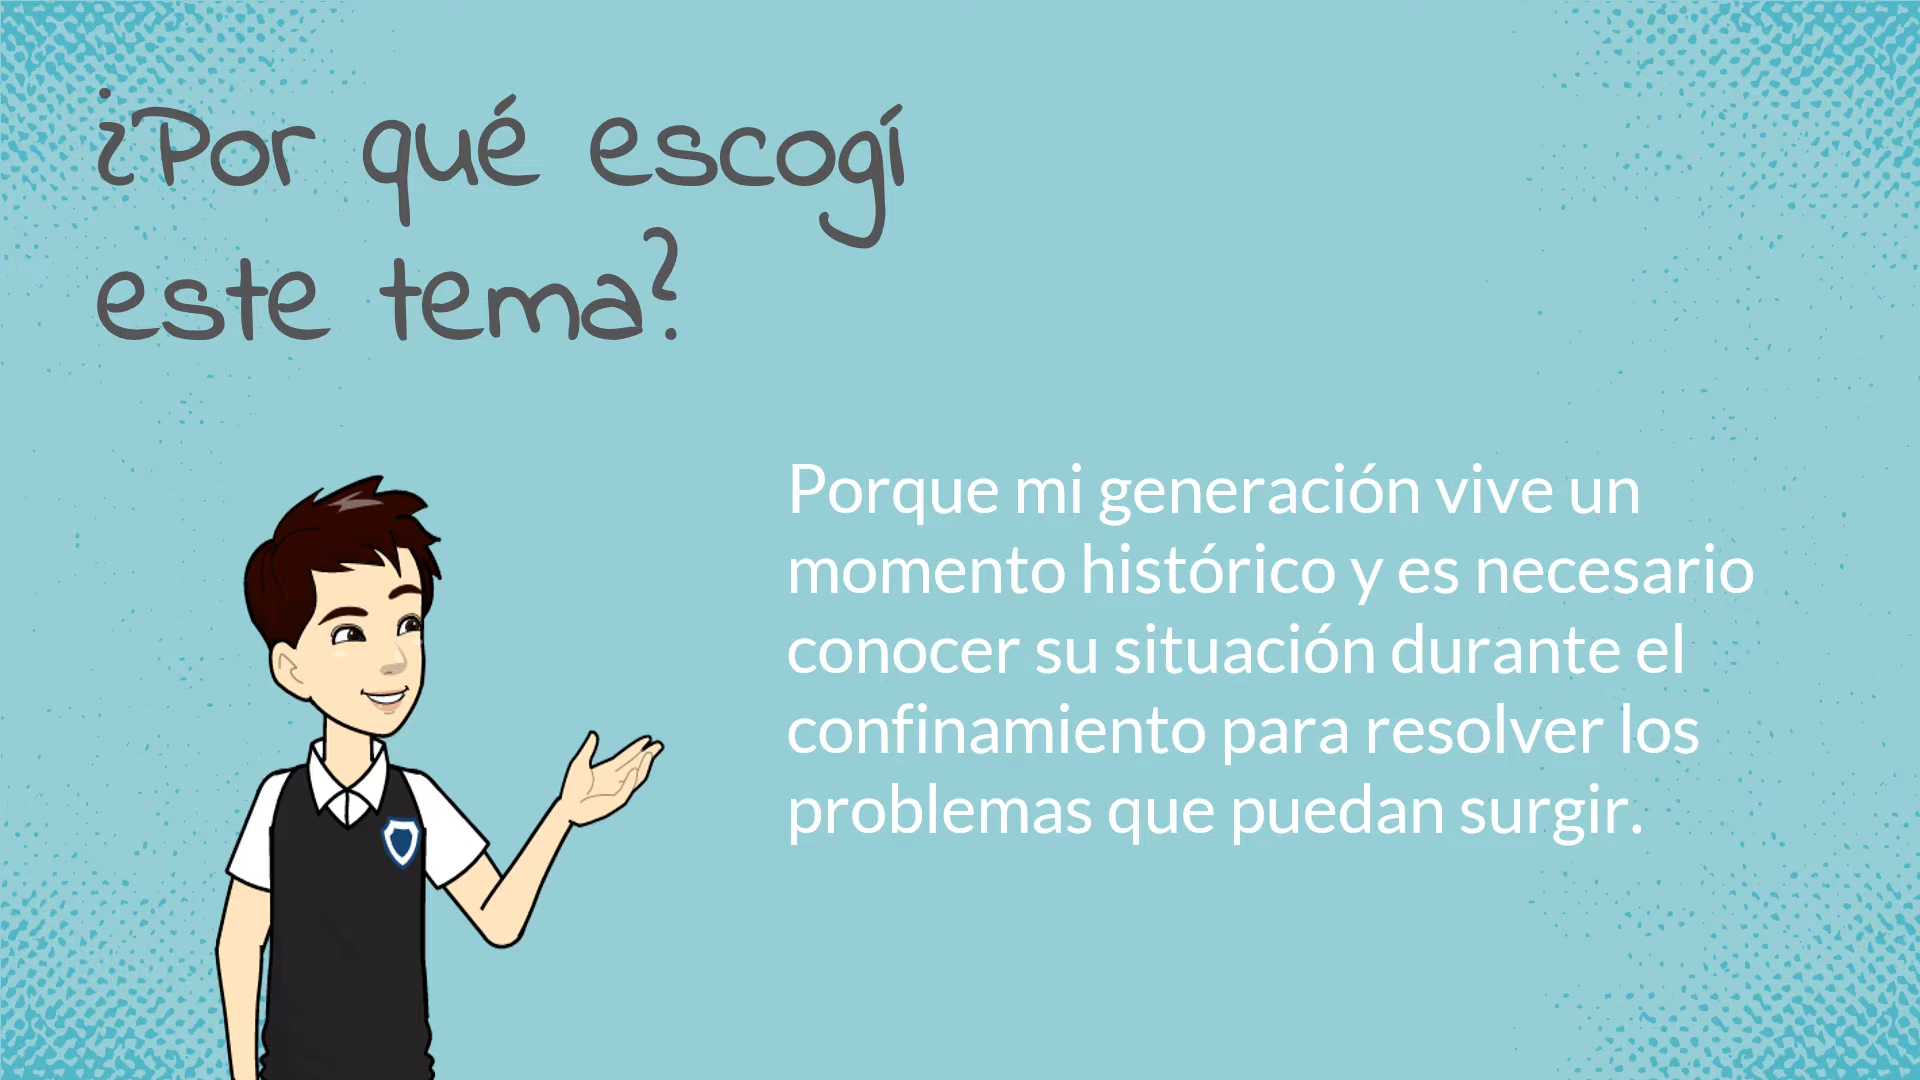 ¿Por qué escogí
este tema?
Porque mi generación vive un
momento histórico y es necesario
conocer su situación durante el
confinamiento para resolver los
problemas que puedan surgir.